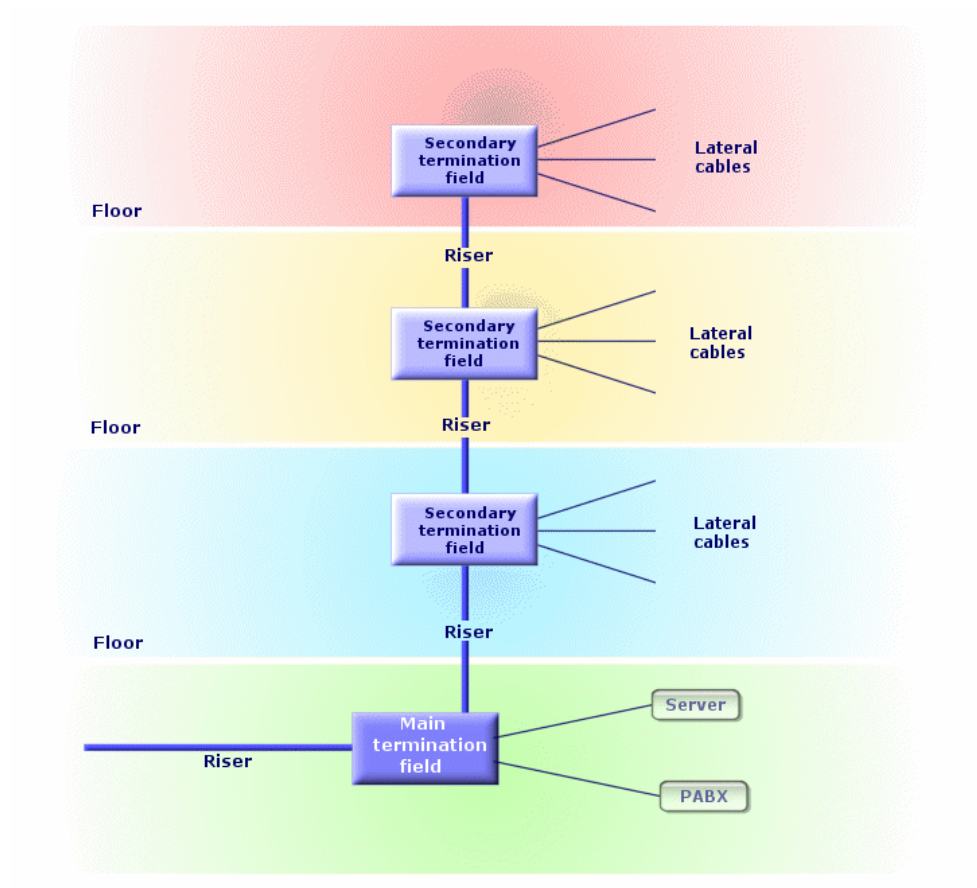 Secondary
termination
field
Lateral
cables
Floor
Riser
Secondary
termination
field
Lateral
cables
Riser
Floor
Secondary
termination
field
Lateral
cables
Riser
Floor
Server
Main
termination
field
Riser
PABX